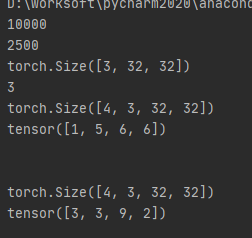 D:\worksoft\pycharm2020\anacond
10000
2500
torch.Size([3, 32, 32])
3
torch.Size([4, 3, 32, 32])
tensor([1, 5, 6, 6])
torch.Size([4, 3, 32, 32])
tensor([3, 3, 9, 2])